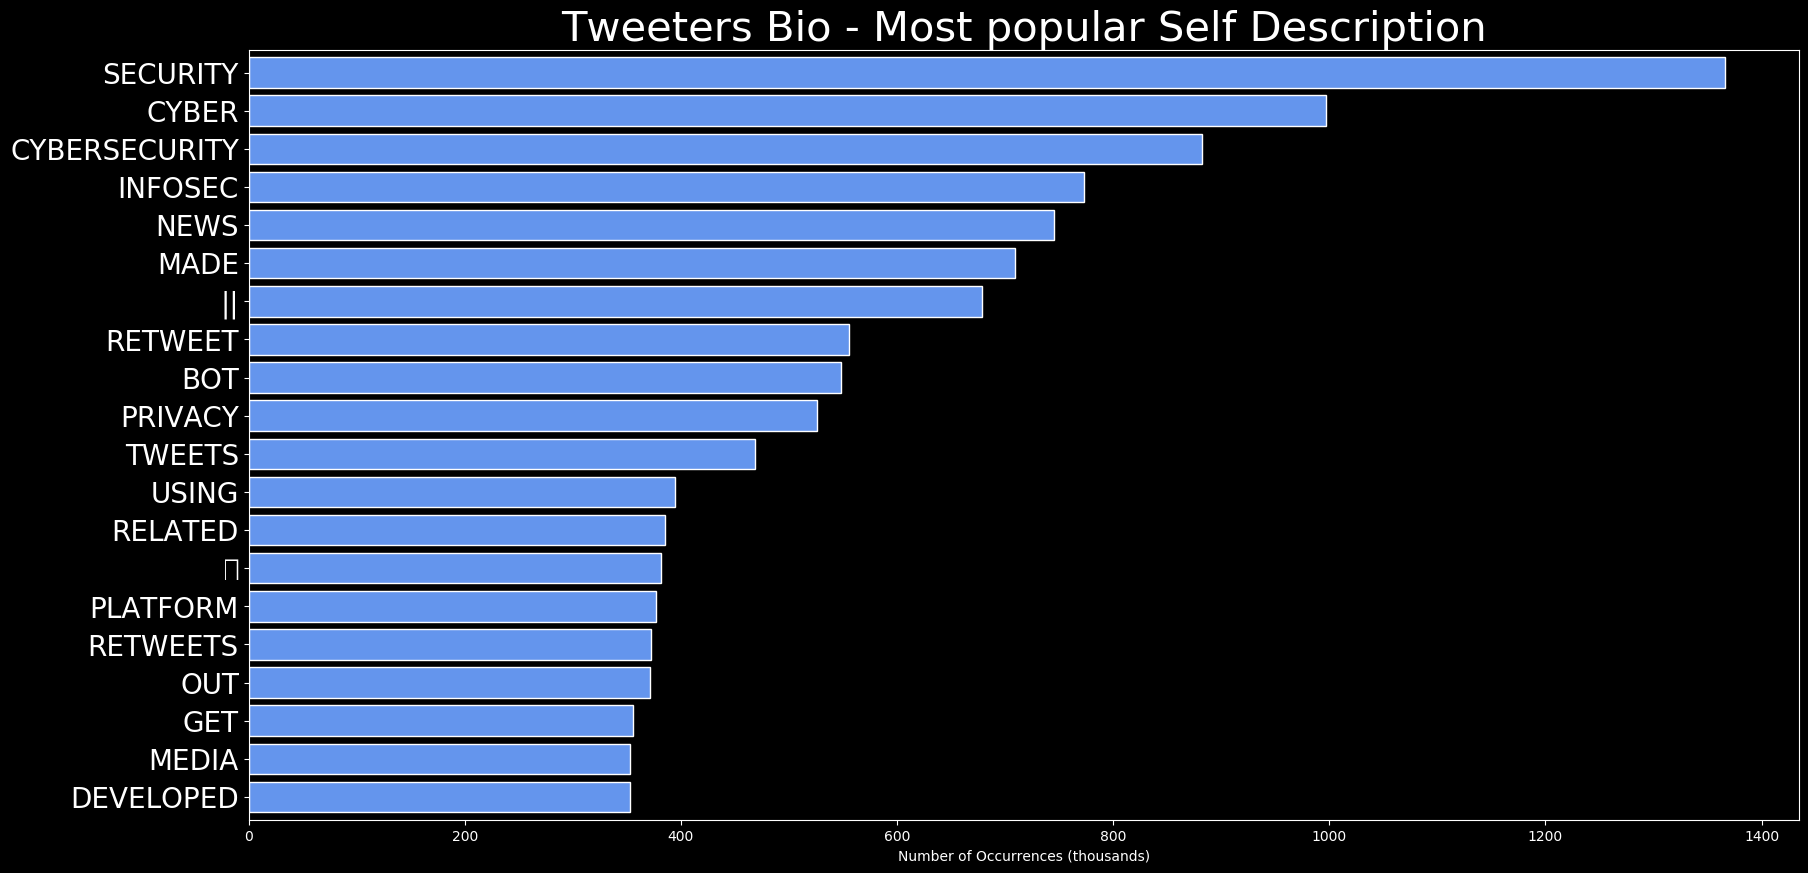 Tweeters Bio - Most popular Self Description
SECURITY
CYBER
CYBERSECURITY
INFOSEC
NEWS
MADE
||
RETWEET
BOT
PRIVACY
TWEETS
USING
RELATED
PLATFORM
RETWEETS
OUT
GET
MEDIA
DEVELOPED
0 200 400 600 800 1000 1200 1400
Number of Occurrences (thousands)